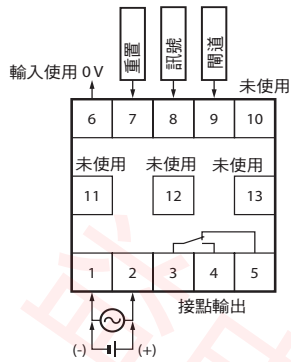 重置
訊號
閘道
輸入使用 0 V
未使用
6 7 8 9 10
未使用 未使用 未使用
11 12 13
1 2 3 4 5
接點輸出
(-) (+)